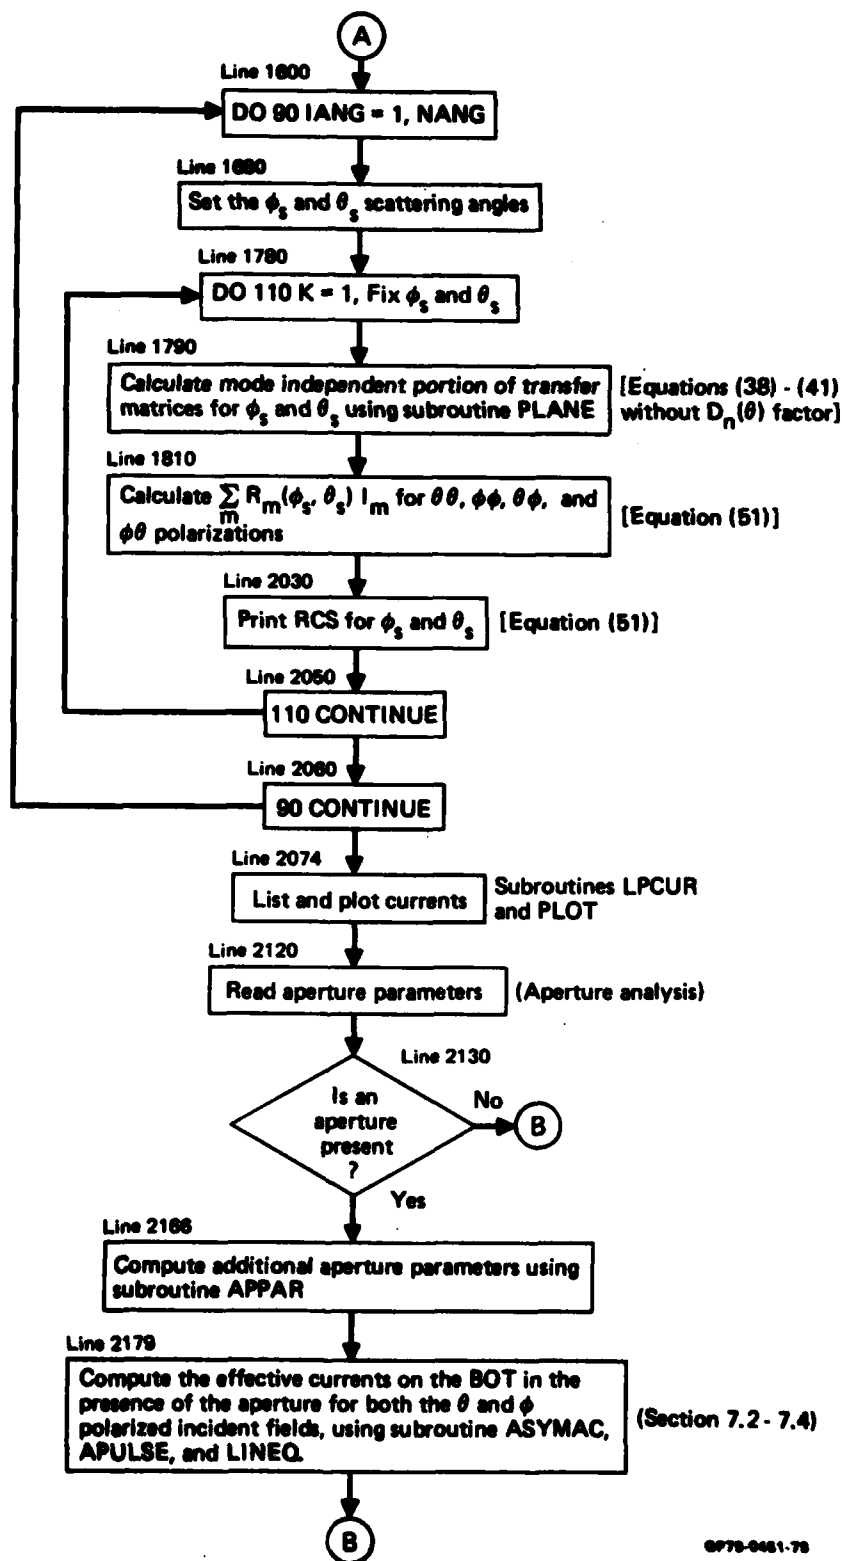 A
Line 1600
DO 90 IANG = 1, NANG
Line 1680
Set the ϕs and θs scattering angles
Line 1780
DO 110 K = 1, Fix ϕs and θs
Line 1790
Calculate mode independent portion of transfer
matrices for ϕs and θs using subroutine PLANE
[Equations (38) - (41)
without Dn(θ) factor]
Line 1810
Calculate ∑ Rm(ϕs, θs) Im for θθ, ϕϕ, θϕ, and
m
ϕθ polarizations
[Equation (51)]
Line 2030
Print RCS for ϕs and θs
[Equation (51)]
Line 2050
110 CONTINUE
Line 2060
90 CONTINUE
Line 2074
List and plot currents
Subroutines LPCUR
and PLOT
Line 2120
Read aperture parameters
(Aperture analysis)
Line 2130
Is an
aperture
present
?
No
B
Yes
Line 2166
Compute additional aperture parameters using
subroutine APPAR
Line 2179
Compute the effective currents on the BOT in the
presence of the aperture for both the θ and ϕ
polarized incident fields, using subroutine ASYMAC,
APULSE, and LINEQ.
(Section 7.2 - 7.4)
B
GP79-0461-78